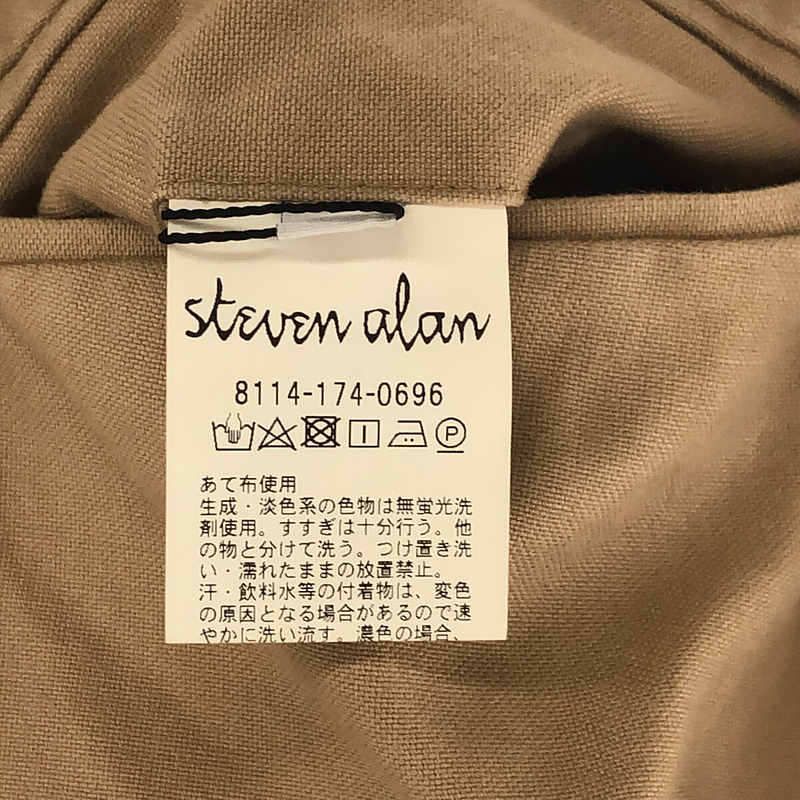 steven alan
8114-174-0696
P
あて布使用
生成・淡色系の色物は無蛍光洗
剤使用。すすぎは十分行う。他
の物と分けて洗う。つけ置き洗
い・濡れたままの放置禁止。
汗・飲料水等の付着物は、変色
の原因となる場合があるので速
やかに洗い流す。濃色の場合、